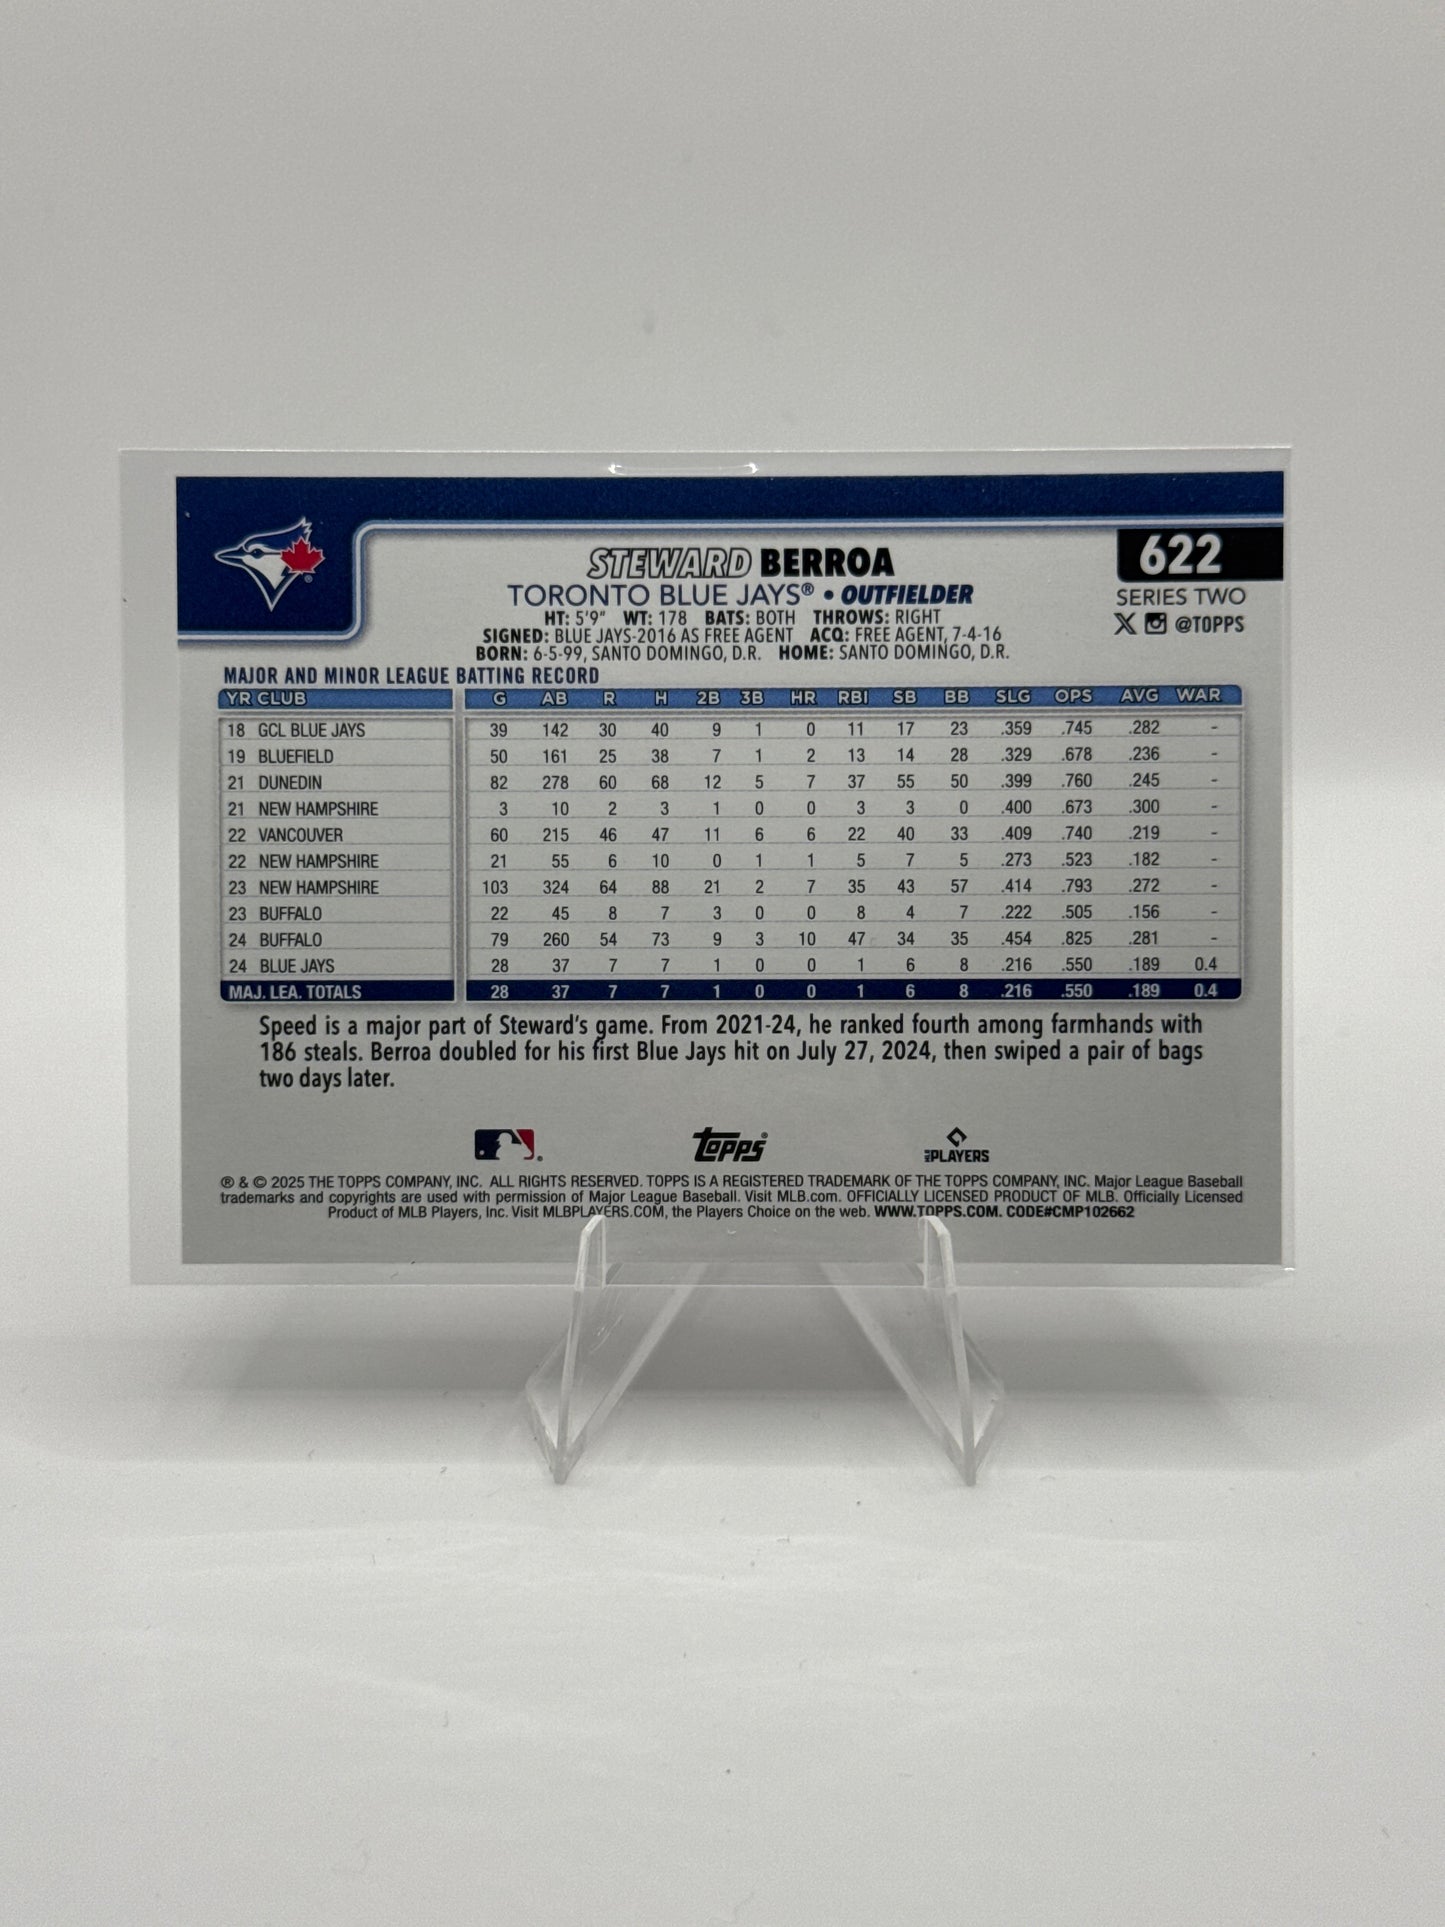 STEWARD BERROA
622
TORONTO BLUE JAYS® • OUTFIELDER
SERIES TWO
HT: 5'9" WT: 178 BATS: BOTH THROWS: RIGHT
@TOPPS
SIGNED: BLUE JAYS-2016 AS FREE AGENT ACQ: FREE AGENT, 7-4-16
BORN: 6-5-99, SANTO DOMINGO, D.R. HOME: SANTO DOMINGO, D.R.
MAJOR AND MINOR LEAGUE BATTING RECORD
YR CLUB G AB R H 2B 3B HR RBI SB BB SLG OPS AVG WAR
18 GCL BLUE JAYS 39 142 30 40 9 1 0 11 17 23 .359 .745 .282 -
19 BLUEFIELD 50 161 25 38 7 1 2 13 14 28 .329 .678 .236 -
21 DUNEDIN 82 278 60 68 12 5 7 37 55 50 .399 .760 .245 -
21 NEW HAMPSHIRE 3 10 2 3 1 0 0 3 3 0 .400 .673 .300 -
22 VANCOUVER 60 215 46 47 11 6 6 22 40 33 .409 .740 .219 -
22 NEW HAMPSHIRE 21 55 6 10 0 1 1 5 7 5 .273 .523 .182 -
23 NEW HAMPSHIRE 103 324 64 88 21 2 7 35 43 57 .414 .793 .272 -
23 BUFFALO 22 45 8 7 3 0 0 8 4 7 .222 .505 .156 -
24 BUFFALO 79 260 54 73 9 3 10 47 34 35 .454 .825 .281 -
24 BLUE JAYS 28 37 7 7 1 0 0 1 6 8 .216 .550 .189 0.4
MAJ. LEA. TOTALS 28 37 7 7 1 0 0 1 6 8 .216 .550 .189 0.4
Speed is a major part of Steward's game. From 2021-24, he ranked fourth among farmhands with
186 steals. Berroa doubled for his first Blue Jays hit on July 27, 2024, then swiped a pair of bags
two days later.
TOPPS®
PLAYERS
® & © 2025 THE TOPPS COMPANY, INC. ALL RIGHTS RESERVED. TOPPS IS A REGISTERED TRADEMARK OF THE TOPPS COMPANY, INC. Major League Baseball
trademarks and copyrights are used with permission of Major League Baseball. Visit MLB.com. OFFICIALLY LICENSED PRODUCT OF MLB. Officially Licensed
Product of MLB Players, Inc. Visit MLBPLAYERS.COM, the Players Choice on the web. WWW.TOPPS.COM. CODE#CMP102662